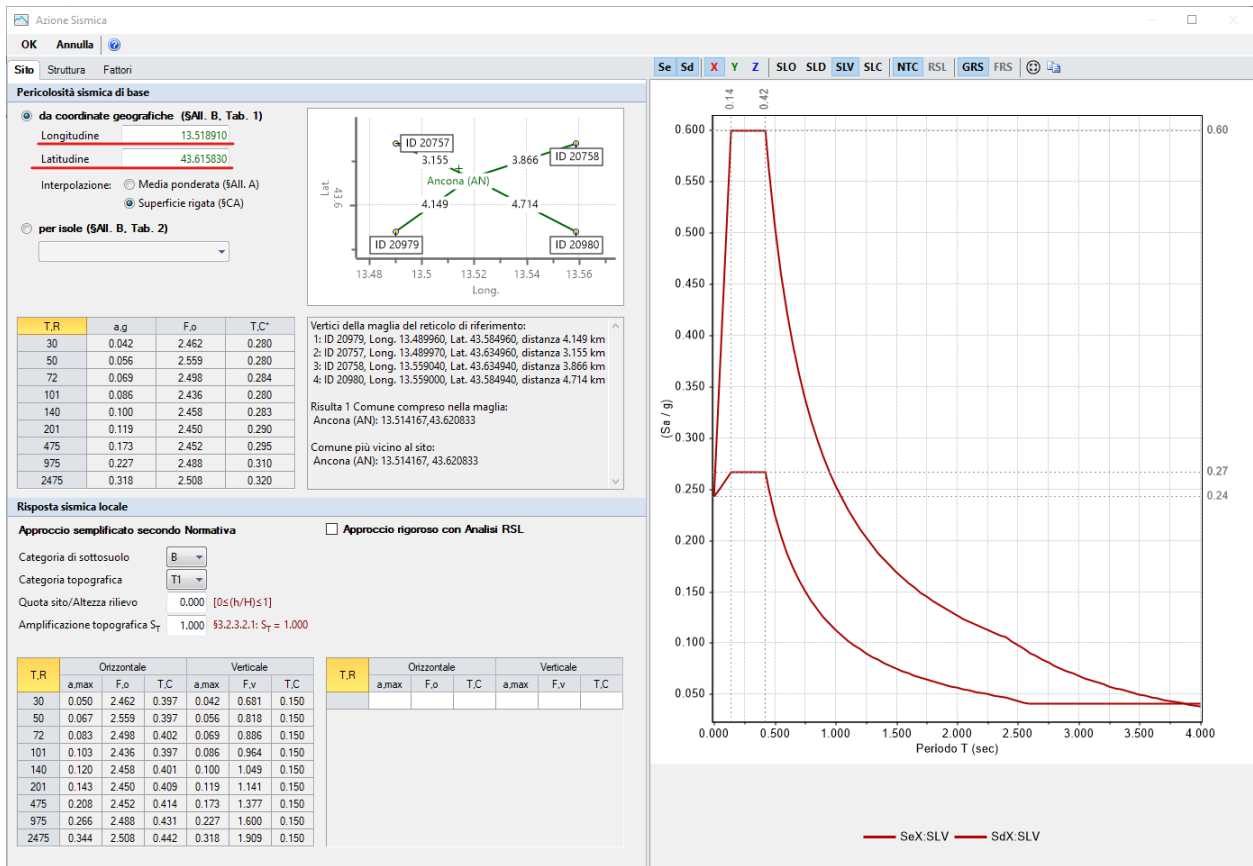 Azione Sismica
OK Annulla
Sito Struttura Fattori
Pericolosità sismica di base
da coordinate geografiche (§All. B, Tab. 1)
Longitudine 13.518910
Latitudine 43.615830
Interpolazione: Media ponderata (§All. A)
Superficie rigata (§CA)
per isole (§All. B, Tab. 2)
ID 20757
ID 20758
3.155 3.866
Ancona (AN)
4.149 4.714
ID 20979 ID 20980
Lat.
43.6
13.48 13.5 13.52 13.54 13.56
Long.
T,R a,g F,o T,C*
30 0.042 2.462 0.280
50 0.056 2.559 0.280
72 0.069 2.498 0.284
101 0.086 2.436 0.280
140 0.100 2.458 0.283
201 0.119 2.450 0.290
475 0.173 2.452 0.295
975 0.227 2.488 0.310
2475 0.318 2.508 0.320
Vertici della maglia del reticolo di riferimento:
1: ID 20979, Long. 13.489960, Lat. 43.584960, distanza 4.149 km
2: ID 20757, Long. 13.489970, Lat. 43.634960, distanza 3.155 km
3: ID 20758, Long. 13.559040, Lat. 43.634940, distanza 3.866 km
4: ID 20980, Long. 13.559000, Lat. 43.584940, distanza 4.714 km
Risulta 1 Comune compreso nella maglia:
Ancona (AN): 13.514167,43.620833
Comune più vicino al sito:
Ancona (AN): 13.514167, 43.620833
Risposta sismica locale
Approccio semplificato secondo Normativa
Approccio rigoroso con Analisi RSL
Categoria di sottosuolo B
Categoria topografica T1
Quota sito/Altezza rilievo 0.000 [0≤(h/H)≤1]
Amplificazione topografica ST 1.000 §3.2.3.2.1: ST = 1.000
T,R Orizzontale Verticale
a,max F,o T,C a,max F,v T,C
30 0.050 2.462 0.397 0.042 0.681 0.150
50 0.067 2.559 0.397 0.056 0.818 0.150
72 0.083 2.498 0.402 0.069 0.886 0.150
101 0.103 2.436 0.397 0.086 0.964 0.150
140 0.120 2.458 0.401 0.100 1.049 0.150
201 0.143 2.450 0.409 0.119 1.141 0.150
475 0.208 2.452 0.414 0.173 1.377 0.150
975 0.266 2.488 0.431 0.227 1.600 0.150
2475 0.344 2.508 0.442 0.318 1.909 0.150
T,R Orizzontale Verticale
a,max F,o T,C a,max F,v T,C
Se Sd X Y Z SLO SLD SLV SLC NTC RSL GRS FRS
0.14 0.42
0.600 0.60
0.550
0.500
0.450
0.400
0.350
(Sa / g)
0.300
0.27
0.250 0.24
0.200
0.150
0.100
0.050
0.000 0.500 1.000 1.500 2.000 2.500 3.000 3.500 4.000
Periodo T (sec)
SeX:SLV SdX:SLV